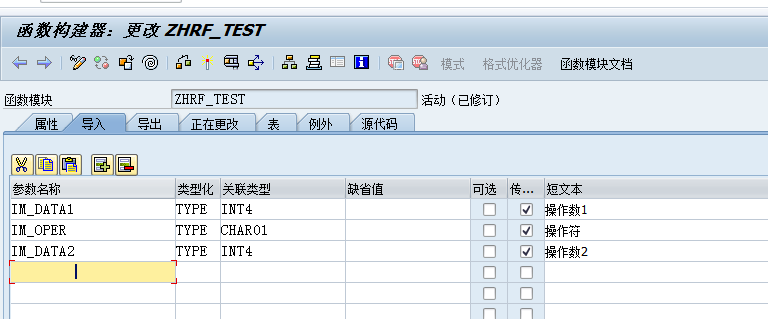 函数构建器: 更改 ZHRF_TEST
模式 格式优化器 函数模块文档
函数模块 ZHRF_TEST 活动(已修订)
属性 导入 导出 正在更改 表 例外 源代码
参数名称 类型化 关联类型 缺省值 可选 传... 短文本
IM_DATA1 TYPE INT4 操作数1
IM_OPER TYPE CHAR01 操作符
IM_DATA2 TYPE INT4 操作数2